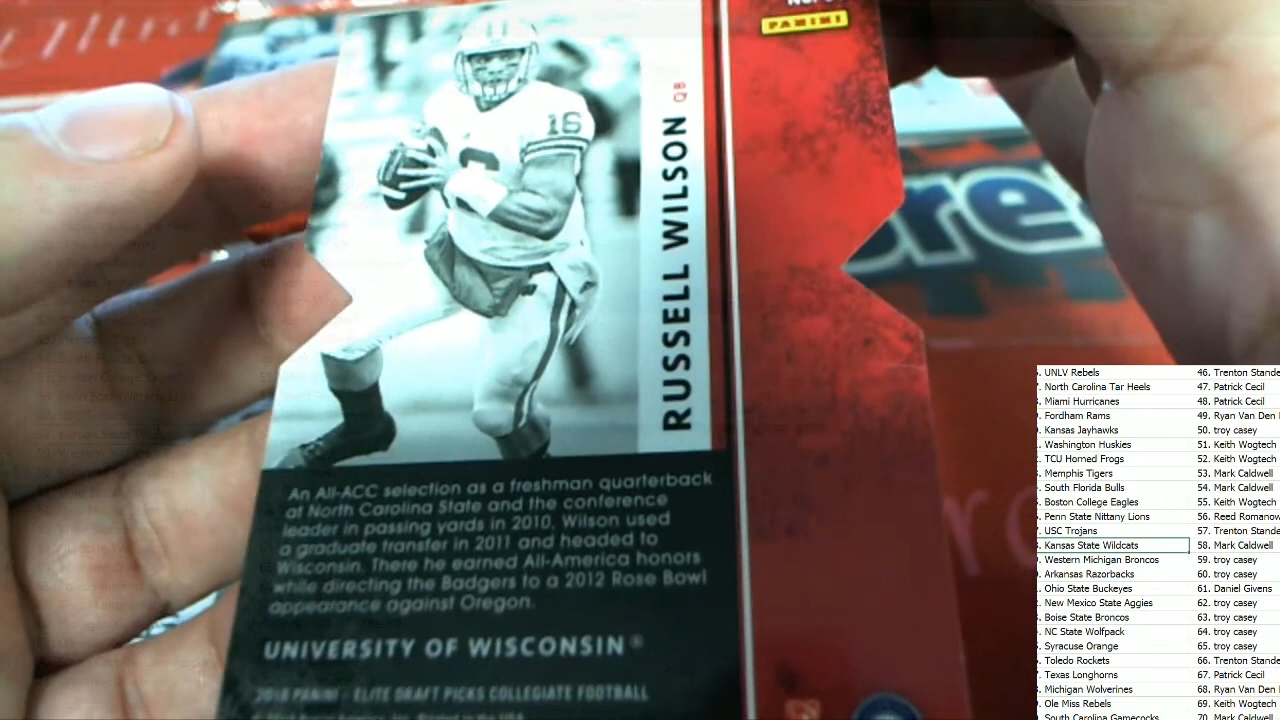 PANINI
16
RUSSELL WILSON QB
An All-ACC selection as a freshman quarterback
at North Carolina State and the conference
leader in passing yards in 2010, Wilson used
a graduate transfer in 2011 and headed to
Wisconsin. There he earned All-America honors
while directing the Badgers to a 2012 Rose Bowl
appearance against Oregon.
UNIVERSITY OF WISCONSIN®
2018 PANINI - ELITE DRAFT PICKS COLLEGIATE FOOTBALL
UNLV Rebels 46. Trenton Stande
North Carolina Tar Heels 47. Patrick Cecil
Miami Hurricanes 48. Patrick Cecil
Fordham Rams 49. Ryan Van Den
Kansas Jayhawks 50. troy casey
Washington Huskies 51. Keith Wogtech
TCU Horned Frogs 52. Keith Wogtech
Memphis Tigers 53. Mark Caldwell
South Florida Bulls 54. Mark Caldwell
Boston College Eagles 55. Keith Wogtech
Penn State Nittany Lions 56. Reed Romanow
USC Trojans 57. Trenton Stande
Kansas State Wildcats 58. Mark Caldwell
Western Michigan Broncos 59. troy casey
Arkansas Razorbacks 60. troy casey
Ohio State Buckeyes 61. Daniel Givens
New Mexico State Aggies 62. troy casey
Boise State Broncos 63. troy casey
NC State Wolfpack 64. troy casey
Syracuse Orange 65. troy casey
Toledo Rockets 66. Trenton Stande
Texas Longhorns 67. Patrick Cecil
Michigan Wolverines 68. Ryan Van Den
Ole Miss Rebels 69. Keith Wogtech
South Carolina Gamecocks 70. Mark Caldwell